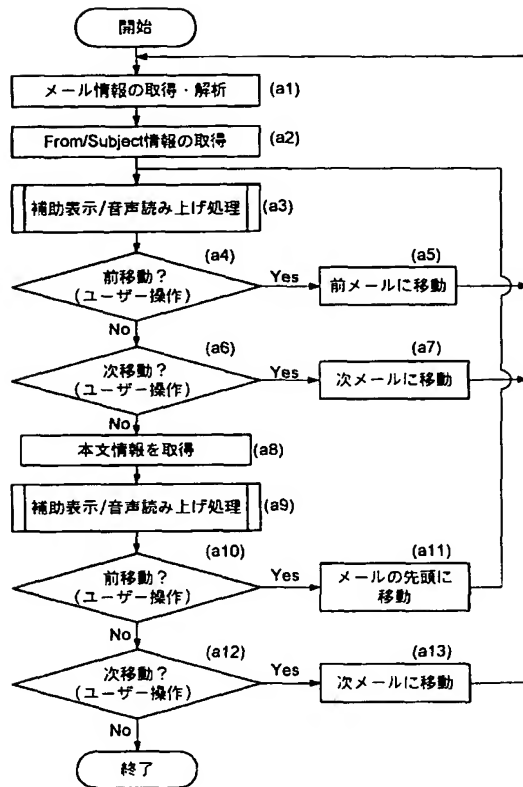 開始
メール情報の取得・解析 (a1)
From/Subject情報の取得 (a2)
補助表示/音声読み上げ処理 (a3)
(a4)
前移動?
(ユーザー操作)
Yes
(a5)
前メールに移動
No
(a6)
次移動?
(ユーザー操作)
Yes
(a7)
次メールに移動
No
本文情報を取得 (a8)
補助表示/音声読み上げ処理 (a9)
(a10)
前移動?
(ユーザー操作)
Yes
(a11)
メールの先頭に
移動
No
(a12)
次移動?
(ユーザー操作)
Yes
(a13)
次メールに移動
No
終了